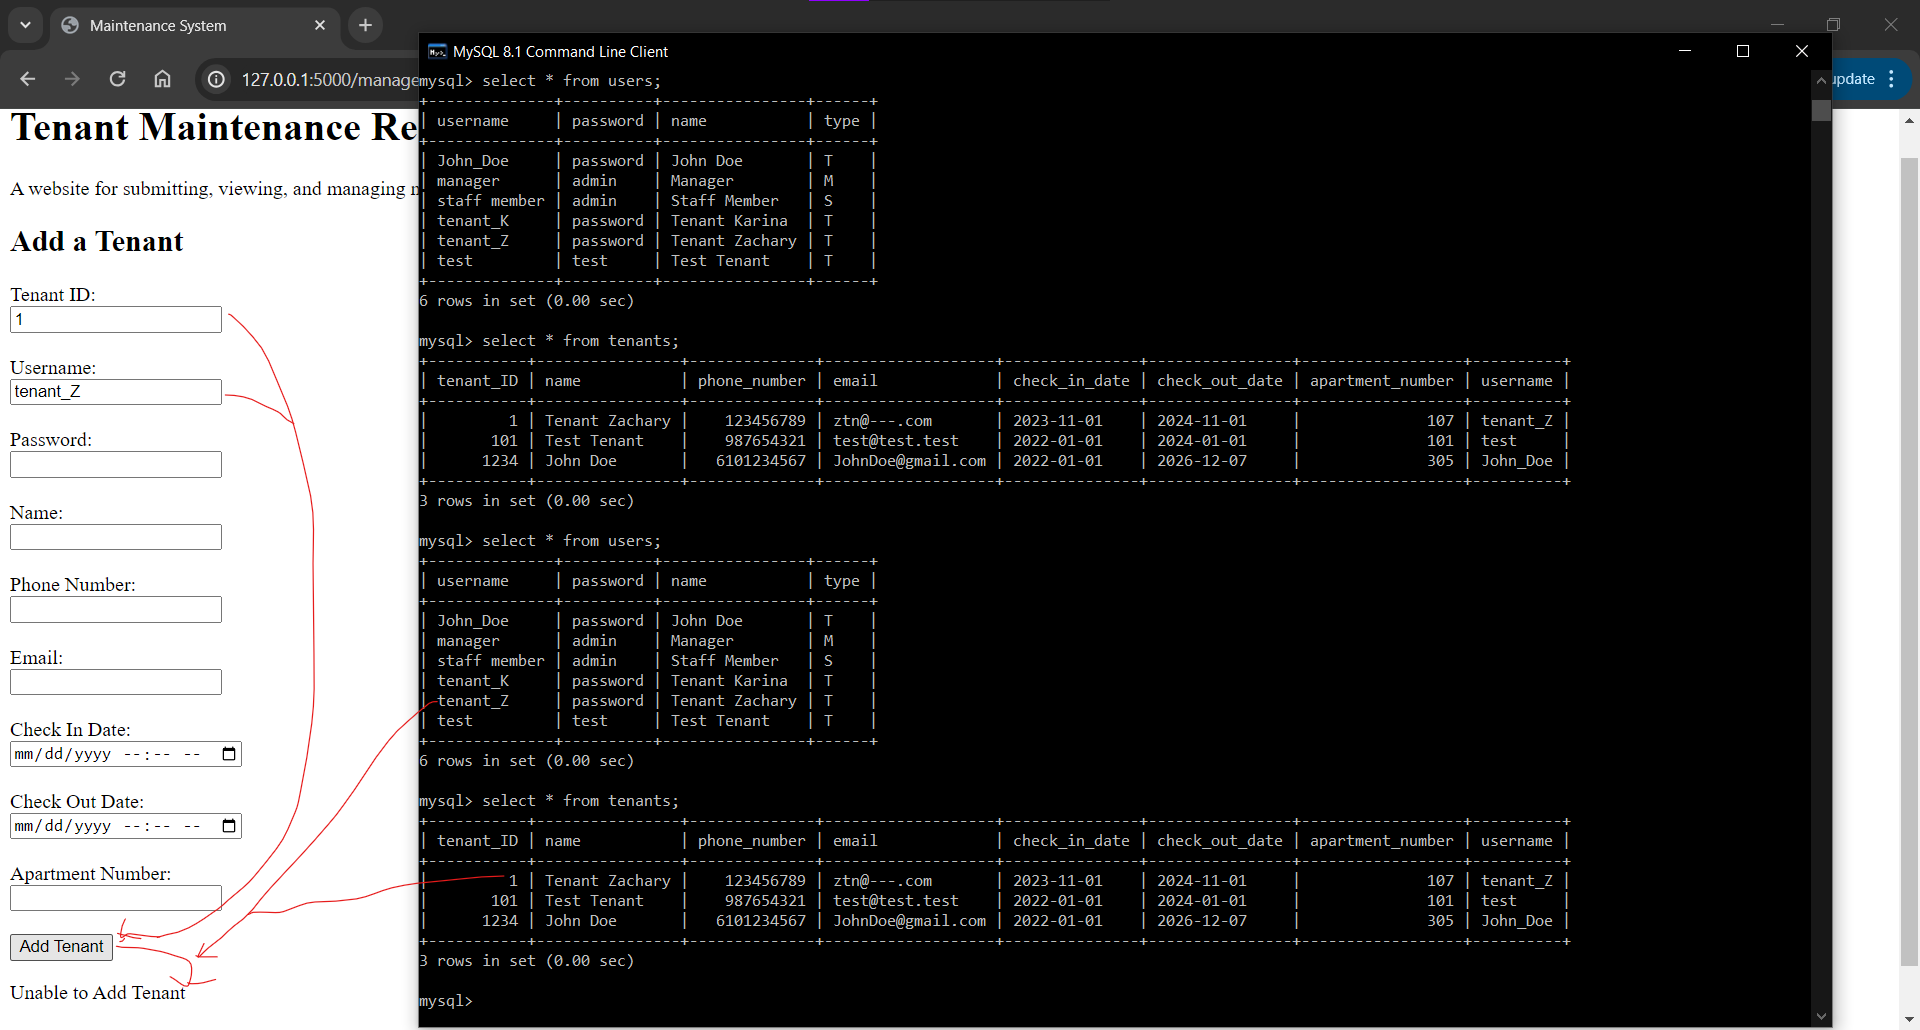 Maintenance System
127.0.0.1:5000/manage
update
Tenant Maintenance Re
A website for submitting, viewing, and managing
Add a Tenant
Tenant ID:
1
Username:
tenant_Z
Password:
Name:
Phone Number:
Email:
Check In Date:
mm/dd/yyyy --:-- --
Check Out Date:
mm/dd/yyyy --:-- --
Apartment Number:
Add Tenant
Unable to Add Tenant
MySQL 8.1 Command Line Client
mysql> select * from users;
+--------------+----------+----------------+------+
| username     | password | name           | type |
+--------------+----------+----------------+------+
| John_Doe     | password | John Doe       | T    |
| manager      | admin    | Manager        | M    |
| staff member | admin    | Staff Member   | S    |
| tenant_K     | password | Tenant Karina  | T    |
| tenant_Z     | password | Tenant Zachary | T    |
| test         | test     | Test Tenant    | T    |
+--------------+----------+----------------+------+
6 rows in set (0.00 sec)
mysql> select * from tenants;
+-----------+----------------+--------------+-------------------+---------------+----------------+------------------+----------+
| tenant_ID | name           | phone_number | email             | check_in_date | check_out_date | apartment_number | username |
+-----------+----------------+--------------+-------------------+---------------+----------------+------------------+----------+
|         1 | Tenant Zachary |    123456789 | ztn@---.com       | 2023-11-01    | 2024-11-01     |              107 | tenant_Z |
|       101 | Test Tenant    |    987654321 | test@test.test    | 2022-01-01    | 2024-01-01     |              101 | test     |
|      1234 | John Doe       |   6101234567 | JohnDoe@gmail.com | 2022-01-01    | 2026-12-07     |              305 | John_Doe |
+-----------+----------------+--------------+-------------------+---------------+----------------+------------------+----------+
3 rows in set (0.00 sec)
mysql> select * from users;
+--------------+----------+----------------+------+
| username     | password | name           | type |
+--------------+----------+----------------+------+
| John_Doe     | password | John Doe       | T    |
| manager      | admin    | Manager        | M    |
| staff member | admin    | Staff Member   | S    |
| tenant_K     | password | Tenant Karina  | T    |
| tenant_Z     | password | Tenant Zachary | T    |
| test         | test     | Test Tenant    | T    |
+--------------+----------+----------------+------+
6 rows in set (0.00 sec)
mysql> select * from tenants;
+-----------+----------------+--------------+-------------------+---------------+----------------+------------------+----------+
| tenant_ID | name           | phone_number | email             | check_in_date | check_out_date | apartment_number | username |
+-----------+----------------+--------------+-------------------+---------------+----------------+------------------+----------+
|         1 | Tenant Zachary |    123456789 | ztn@---.com       | 2023-11-01    | 2024-11-01     |              107 | tenant_Z |
|       101 | Test Tenant    |    987654321 | test@test.test    | 2022-01-01    | 2024-01-01     |              101 | test     |
|      1234 | John Doe       |   6101234567 | JohnDoe@gmail.com | 2022-01-01    | 2026-12-07     |              305 | John_Doe |
+-----------+----------------+--------------+-------------------+---------------+----------------+------------------+----------+
3 rows in set (0.00 sec)
mysql>